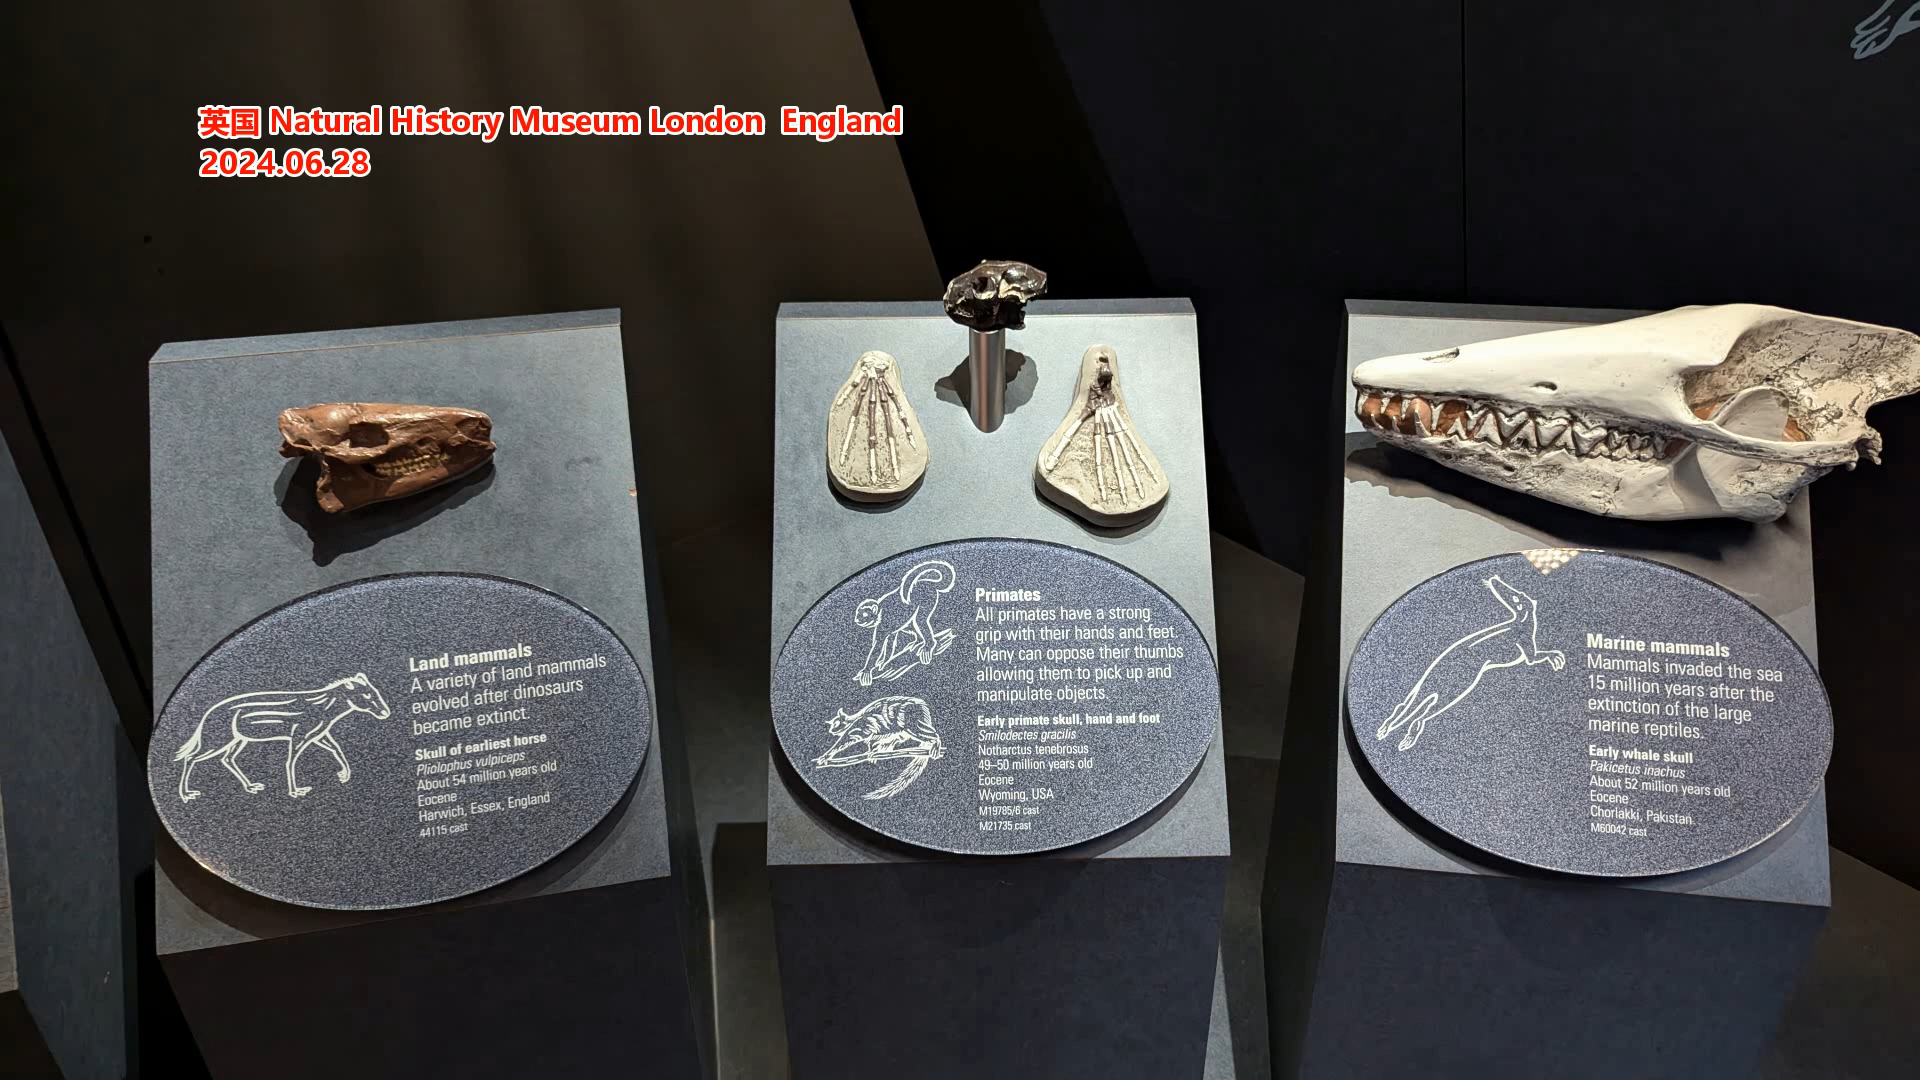 英国 Natural History Museum London  England
2024.06.28
Land mammals
A variety of land mammals
evolved after dinosaurs
became extinct.
Skull of earliest horse
Pliolophus vulpiceps
About 54 million years old
Eocene
Harwich, Essex, England
44115 cast
Primates
All primates have a strong
grip with their hands and feet.
Many can oppose their thumbs
allowing them to pick up and
manipulate objects.
Early primate skull, hand and foot
Smilodectes gracilis
Notharctus tenebrosus
49–50 million years old
Eocene
Wyoming, USA
M19785/6 cast
M21735 cast
Marine mammals
Mammals invaded the sea
15 million years after the
extinction of the large
marine reptiles.
Early whale skull
Pakicetus inachus
About 52 million years old
Eocene
Chorlakki, Pakistan.
M60042 cast